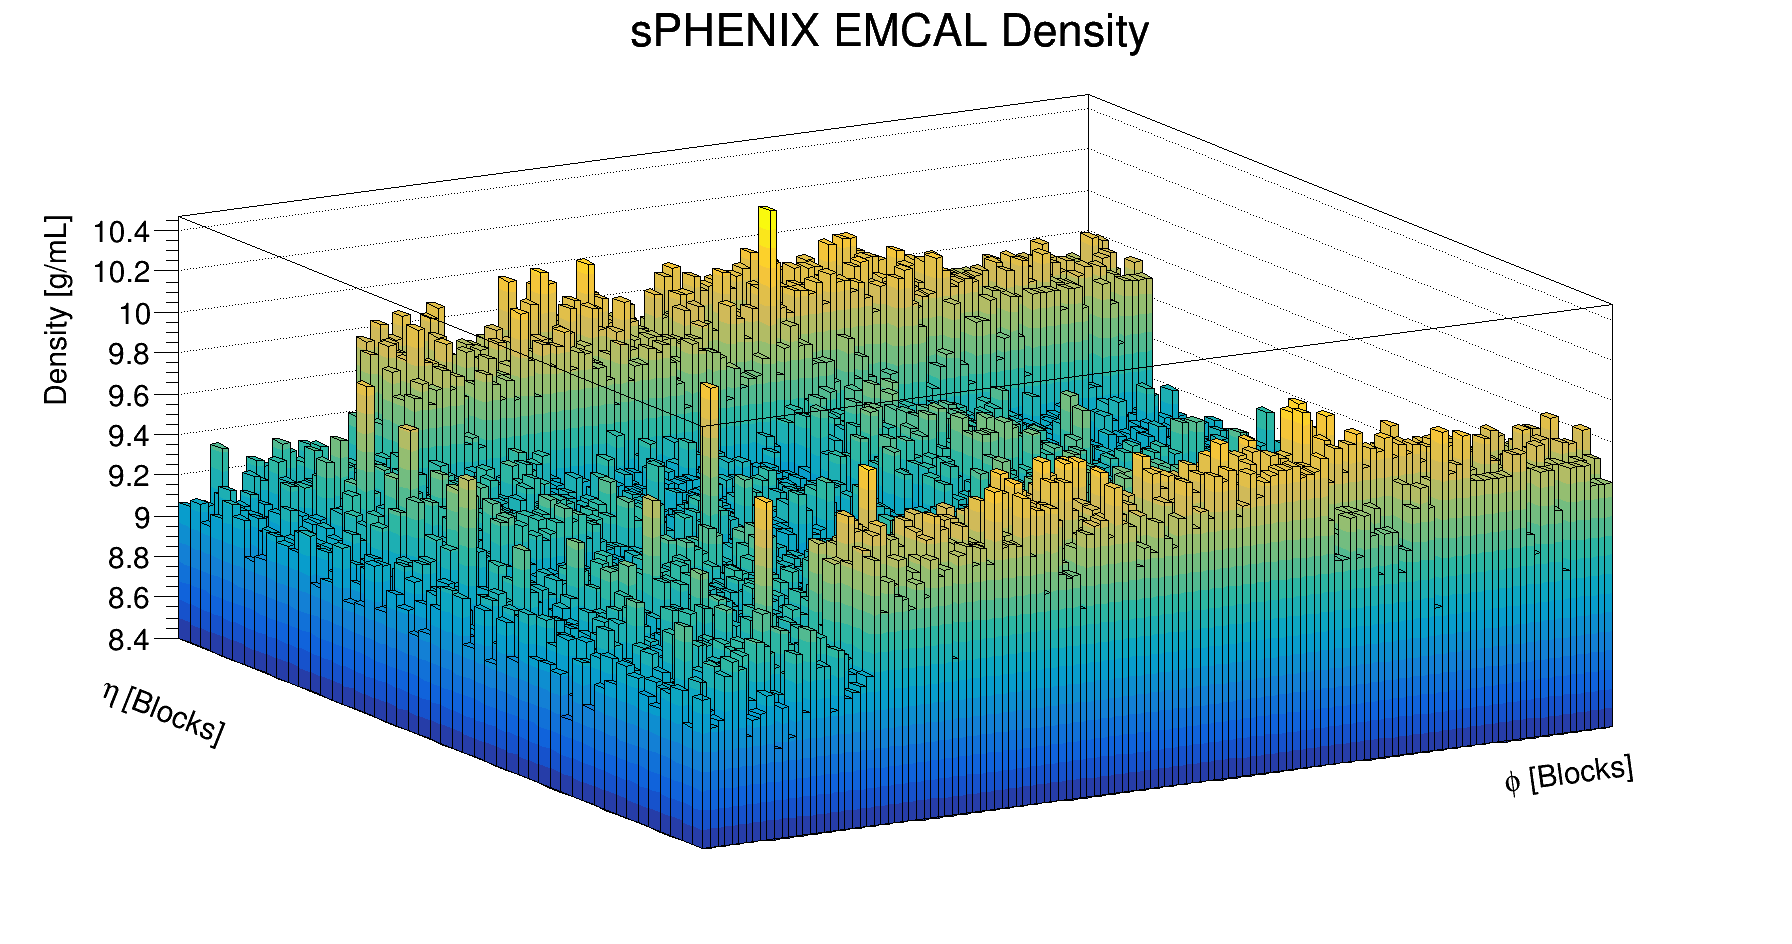 sPHENIX EMCAL Density
Density [g/mL]
10.4
10.2
10
9.8
9.6
9.4
9.2
9
8.8
8.6
8.4
η [Blocks]
ϕ [Blocks]